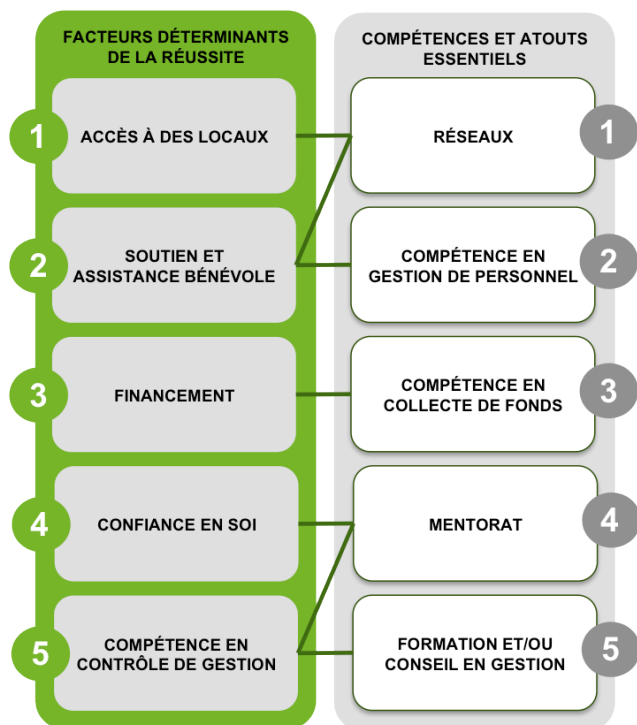 FACTEURS DÉTERMINANTS
DE LA RÉUSSITE
1
ACCÈS À DES LOCAUX
2
SOUTIEN ET
ASSISTANCE BÉNÉVOLE
3
FINANCEMENT
4
CONFIANCE EN SOI
5
COMPÉTENCE EN
CONTRÔLE DE GESTION
COMPÉTENCES ET ATOUTS
ESSENTIELS
RÉSEAUX
1
COMPÉTENCE EN
GESTION DE PERSONNEL
2
COMPÉTENCE EN
COLLECTE DE FONDS
3
MENTORAT
4
FORMATION ET/OU
CONSEIL EN GESTION
5